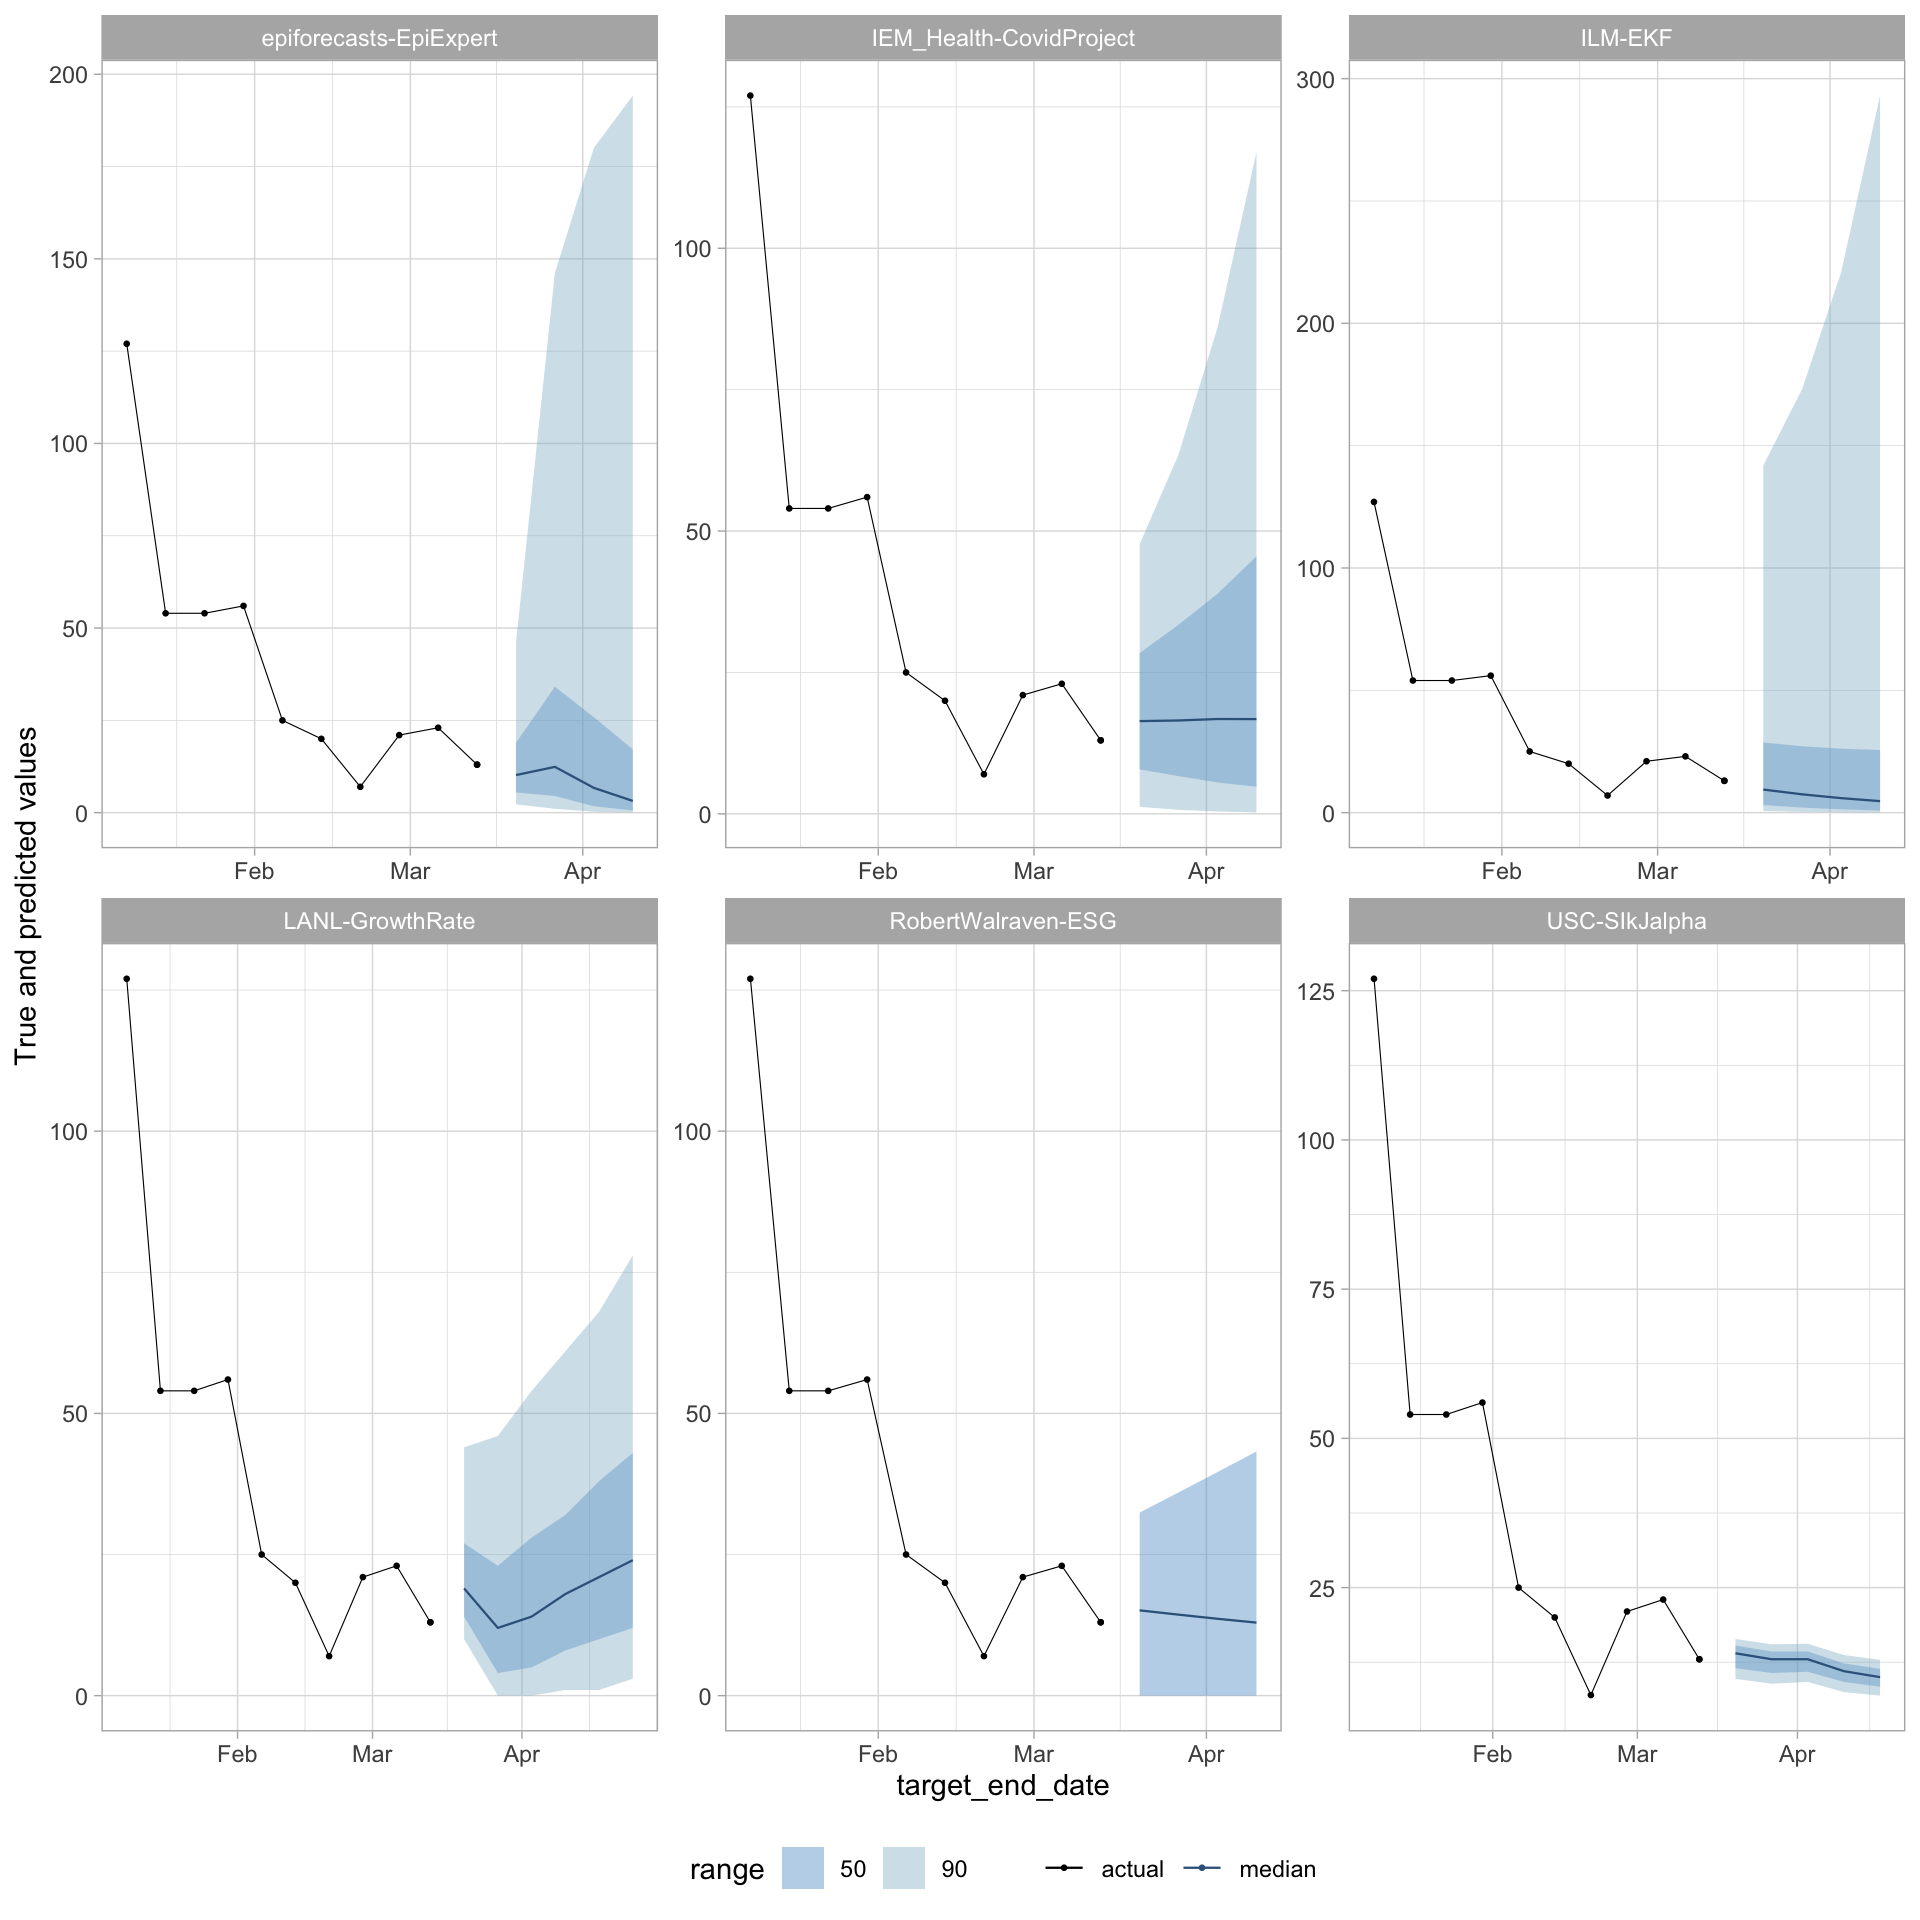 epiforecasts-EpiExpert
IEM_Health-CovidProject
ILM-EKF
200
150
100
50
0
Feb Mar Apr
100
50
0
Feb Mar Apr
300
200
100
0
Feb Mar Apr
True and predicted values
LANL-GrowthRate
RobertWalraven-ESG
USC-SIkJalpha
100
50
0
Feb Mar Apr
100
50
0
Feb Mar Apr
125
100
75
50
25
Feb Mar Apr
target_end_date
range 50 90 actual median